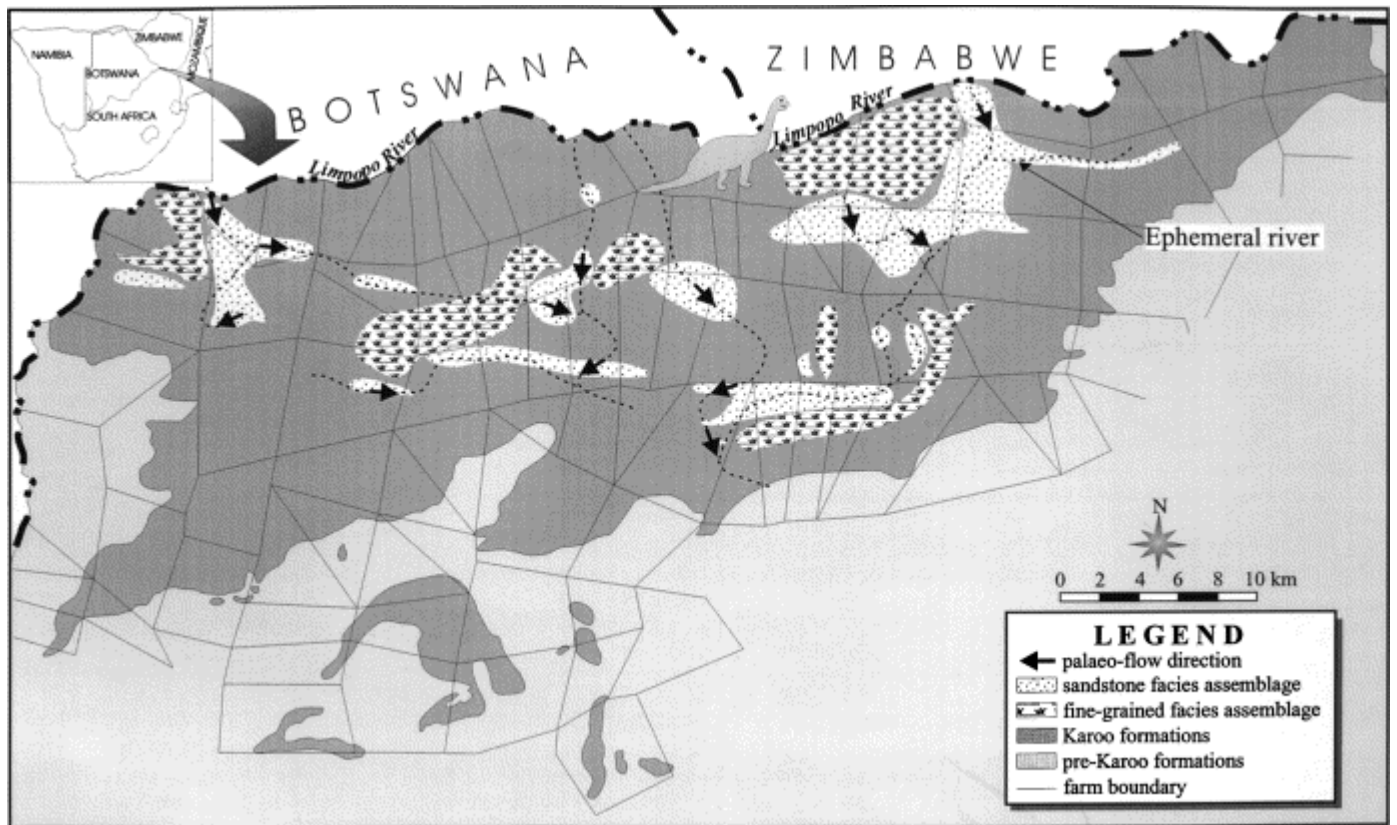 NAMIBIA
ZIMBABWE
MOZAMBIQUE
BOTSWANA
SOUTH AFRICA
BOTSWANA
ZIMBABWE
Limpopo River
Limpopo River
Ephemeral river
N
0 2 4 6 8 10 km
LEGEND
palaeo-flow direction
sandstone facies assemblage
fine-grained facies assemblage
Karoo formations
pre-Karoo formations
farm boundary